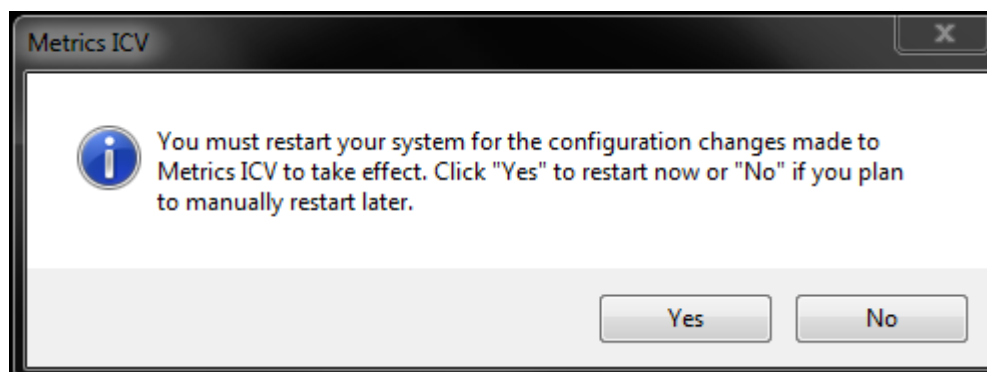 Metrics ICV
You must restart your system for the configuration changes made to
Metrics ICV to take effect. Click "Yes" to restart now or "No" if you plan
to manually restart later.
Yes
No